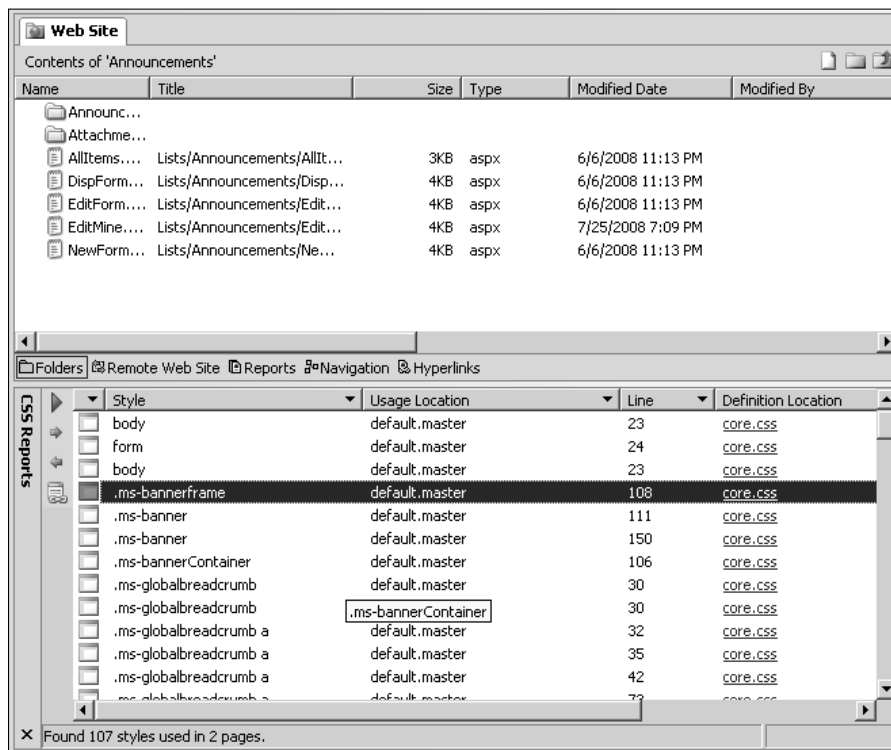 Web Site
Contents of 'Announcements'
Name Title Size Type Modified Date Modified By
Announc...
Attachme...
AllItems.... Lists/Announcements/AllIt... 3KB aspx 6/6/2008 11:13 PM
DispForm... Lists/Announcements/Disp... 4KB aspx 6/6/2008 11:13 PM
EditForm.... Lists/Announcements/Edit... 4KB aspx 6/6/2008 11:13 PM
EditMine.... Lists/Announcements/Edit... 4KB aspx 7/25/2008 7:09 PM
NewForm... Lists/Announcements/Ne... 4KB aspx 6/6/2008 11:13 PM
Folders Remote Web Site Reports Navigation Hyperlinks
CSS Reports
Style Usage Location Line Definition Location
body default.master 23 core.css
form default.master 24 core.css
body default.master 23 core.css
.ms-bannerframe default.master 108 core.css
.ms-banner default.master 111 core.css
.ms-banner default.master 150 core.css
.ms-bannerContainer default.master 106 core.css
.ms-globalbreadcrumb default.master 30 core.css
.ms-globalbreadcrumb .ms-bannerContainer 30 core.css
.ms-globalbreadcrumb a default.master 32 core.css
.ms-globalbreadcrumb a default.master 35 core.css
.ms-globalbreadcrumb a default.master 42 core.css
.ms-globalbreadcrumb a default.master 73 core.css
Found 107 styles used in 2 pages.